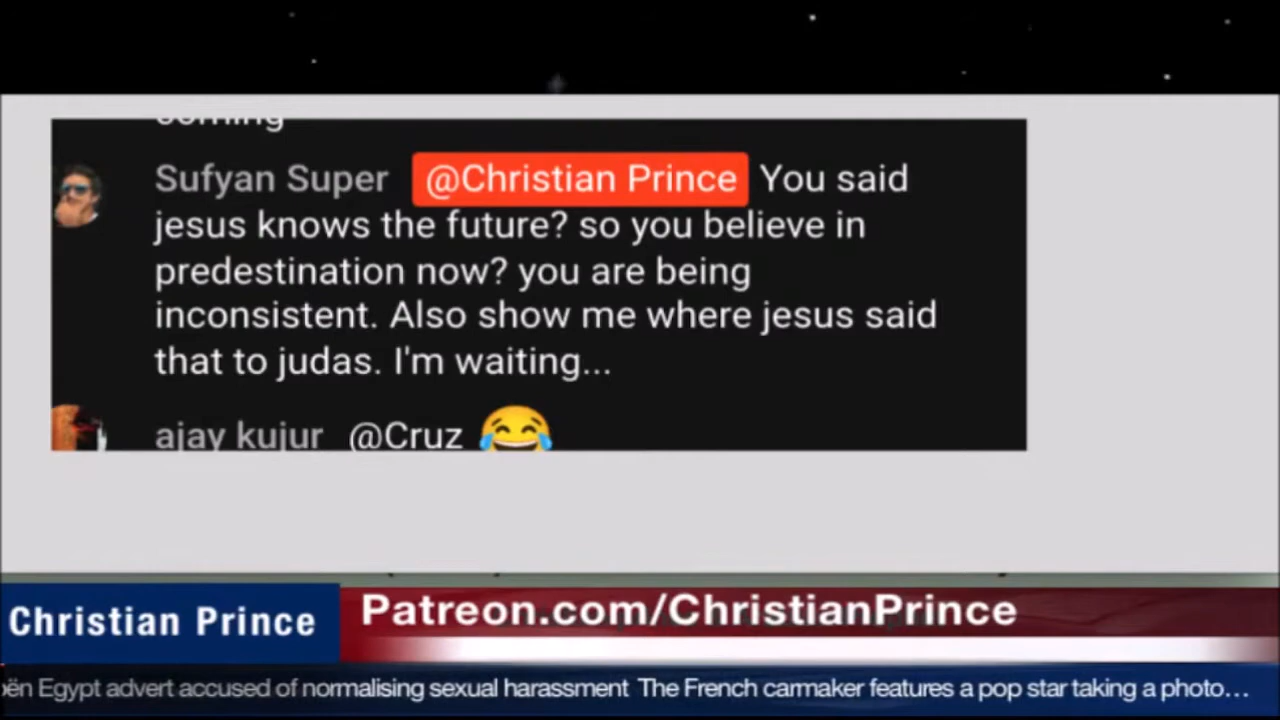 coming
Sufyan Super @Christian Prince You said
jesus knows the future? so you believe in
predestination now? you are being
inconsistent. Also show me where jesus said
that to judas. I'm waiting...
ajay kujur @Cruz 😂
Christian Prince
Patreon.com/ChristianPrince
ën Egypt advert accused of normalising sexual harassment The French carmaker features a pop star taking a photo…